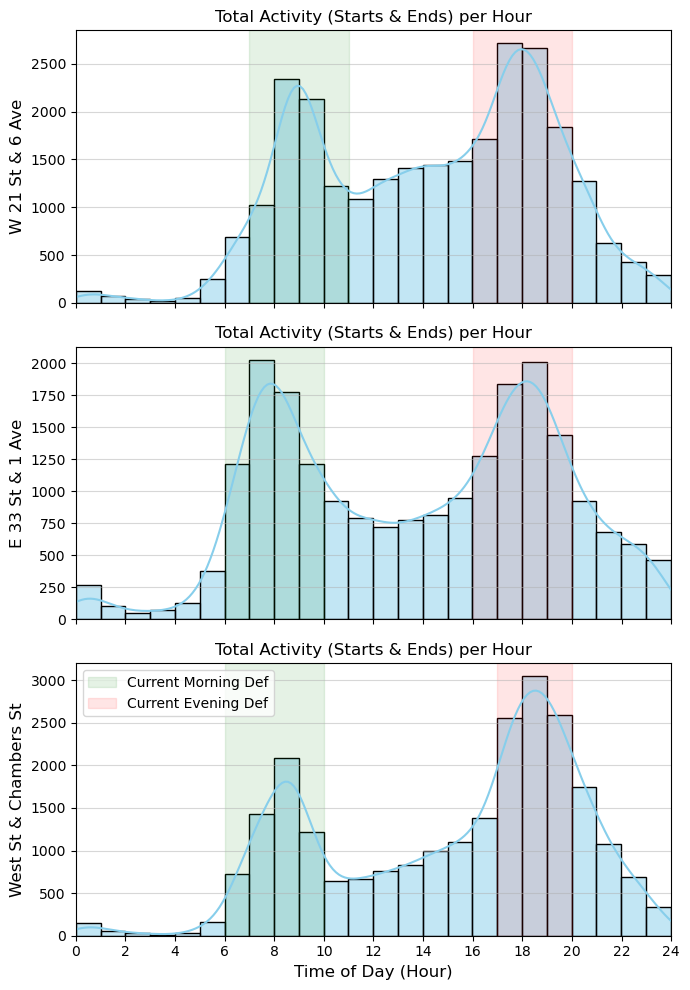 Total Activity (Starts & Ends) per Hour
W 21 St & 6 Ave
2500
2000
1500
1000
500
0
Total Activity (Starts & Ends) per Hour
E 33 St & 1 Ave
2000
1750
1500
1250
1000
750
500
250
0
Total Activity (Starts & Ends) per Hour
West St & Chambers St
Current Morning Def
Current Evening Def
3000
2500
2000
1500
1000
500
0
0 2 4 6 8 10 12 14 16 18 20 22 24
Time of Day (Hour)